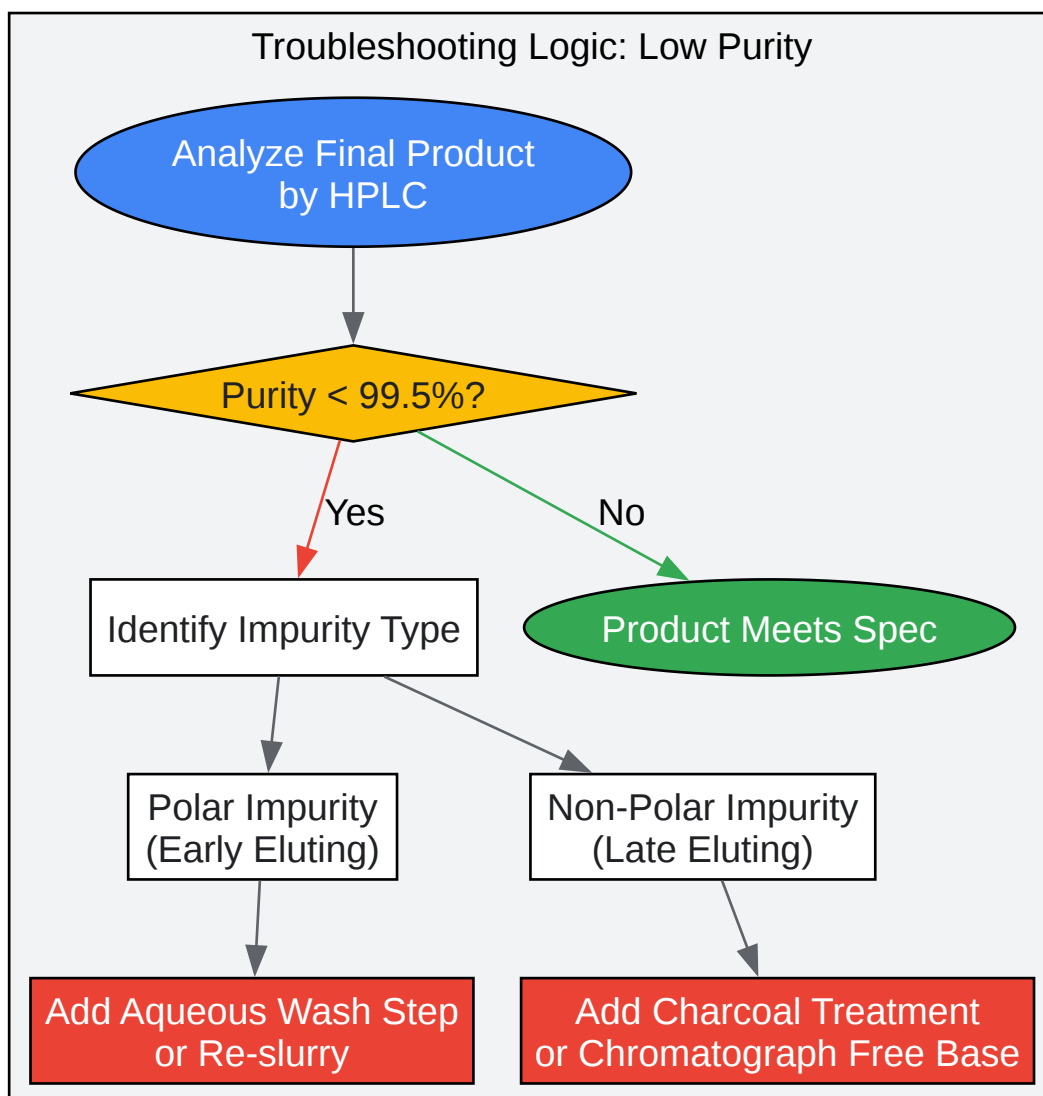 Troubleshooting Logic: Low Purity
Analyze Final Product
by HPLC
Purity < 99.5%?
Yes
No
Identify Impurity Type
Product Meets Spec
Polar Impurity
(Early Eluting)
Non-Polar Impurity
(Late Eluting)
Add Aqueous Wash Step
or Re-slurry
Add Charcoal Treatment
or Chromatograph Free Base